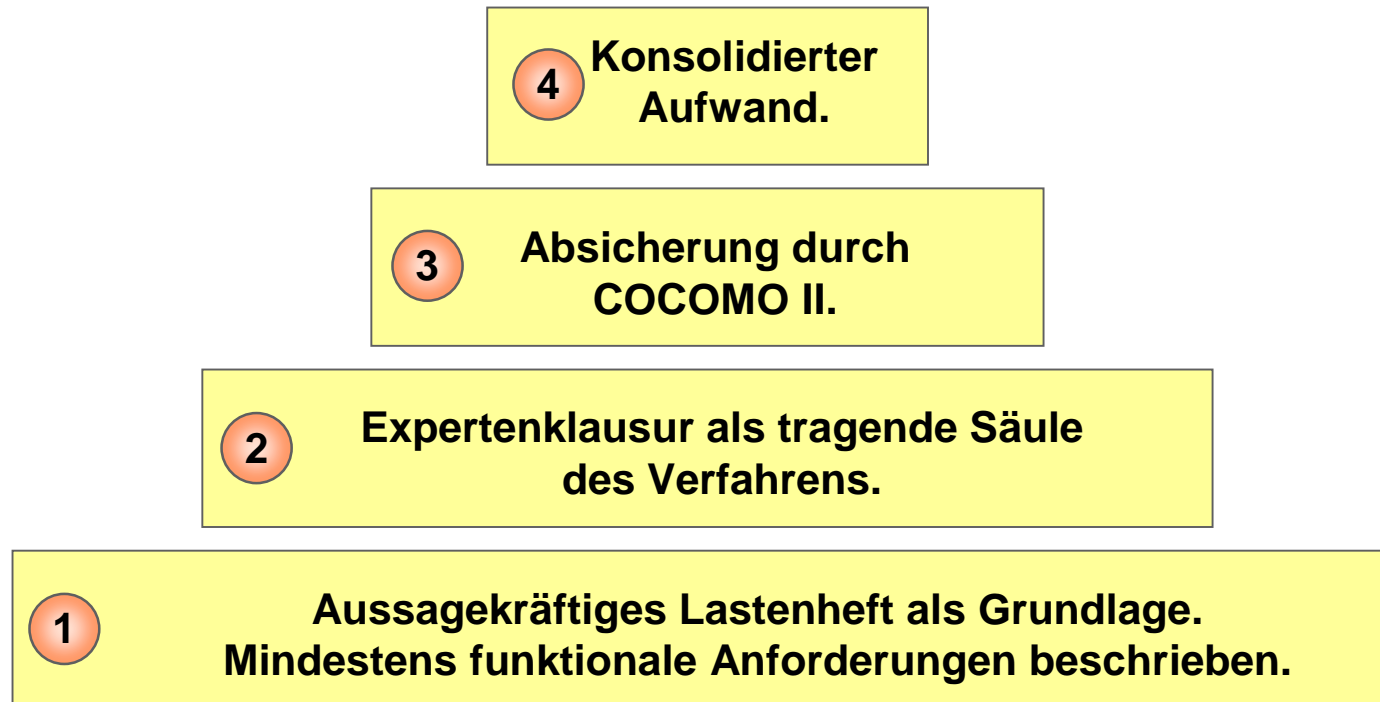 4
Konsolidierter
Aufwand.
3
Absicherung durch
COCOMO II.
2
Expertenklausur als tragende Säule
des Verfahrens.
1
Aussagekräftiges Lastenheft als Grundlage.
Mindestens funktionale Anforderungen beschrieben.